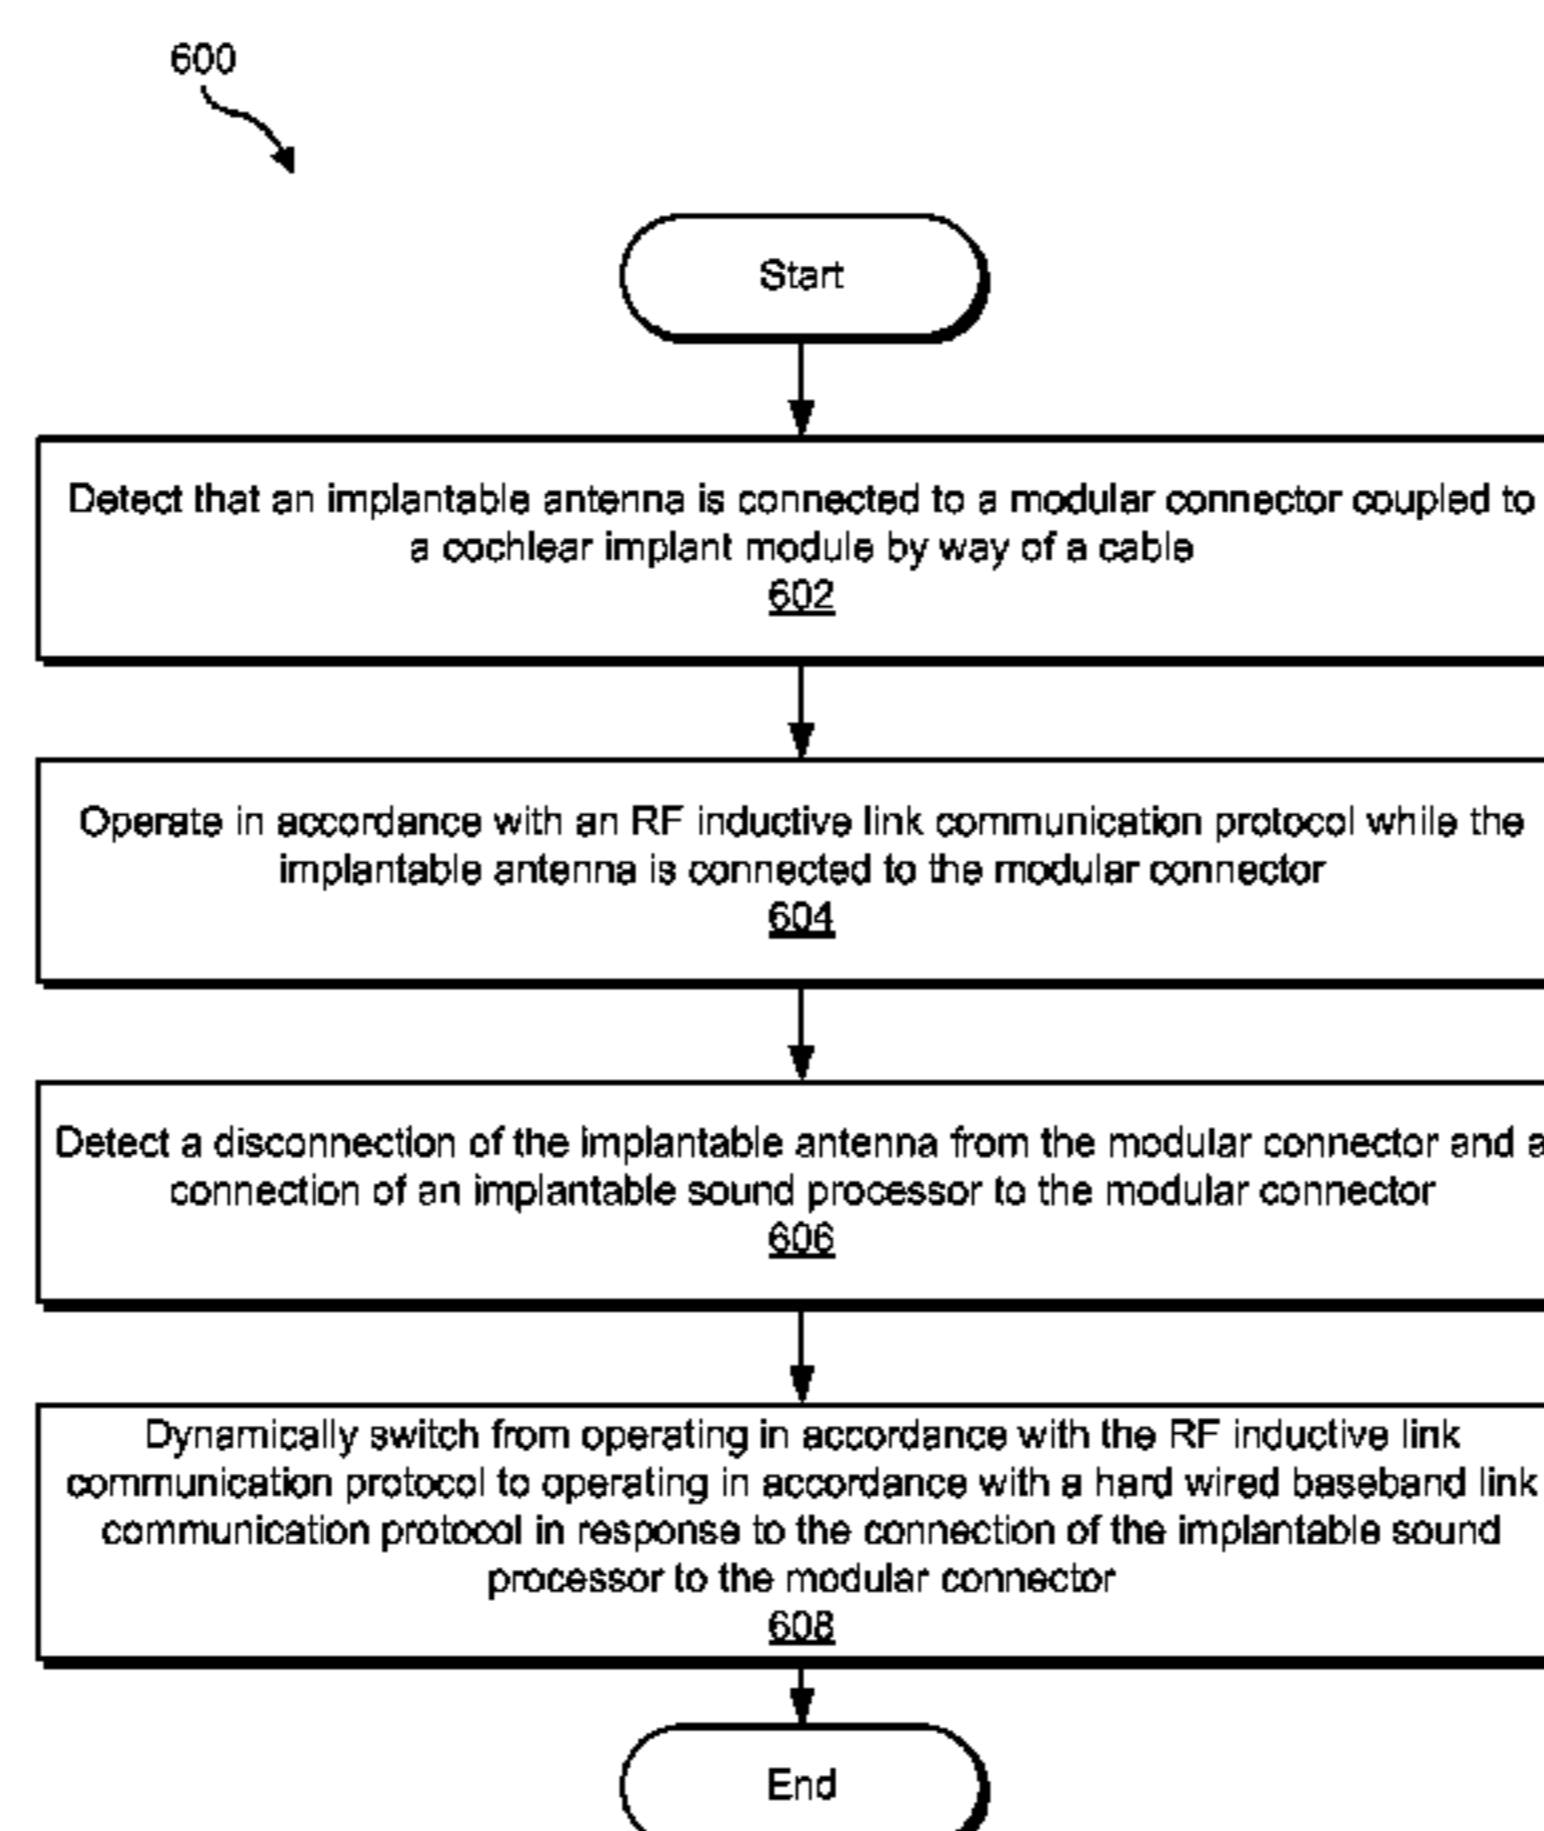 600
Start
Detect that an implantable antenna is connected to a modular connector coupled to
a cochlear implant module by way of a cable
602
Operate in accordance with an RF inductive link communication protocol while the
implantable antenna is connected to the modular connector
604
Detect a disconnection of the implantable antenna from the modular connector and a
connection of an implantable sound processor to the modular connector
606
Dynamically switch from operating in accordance with the RF inductive link
communication protocol to operating in accordance with a hard wired baseband link
communication protocol in response to the connection of the implantable sound
processor to the modular connector
608
End